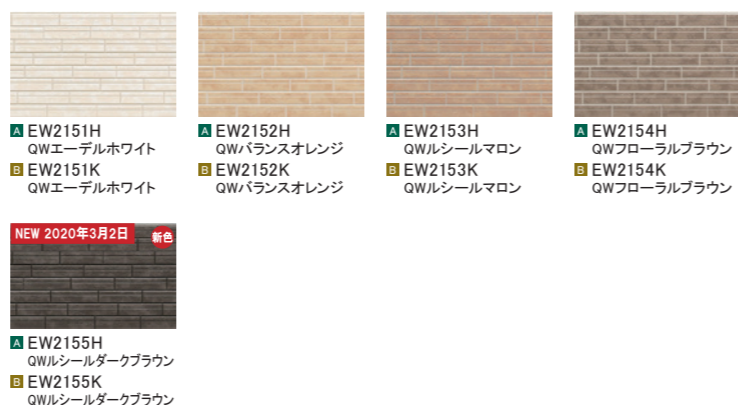 A EW2151H
QWエーデルホワイト
B EW2151K
QWエーデルホワイト
A EW2152H
QWバランスオレンジ
B EW2152K
QWバランスオレンジ
A EW2153H
QWルシールマロン
B EW2153K
QWルシールマロン
A EW2154H
QWフローラルブラウン
B EW2154K
QWフローラルブラウン
NEW 2020年3月2日
新色
A EW2155H
QWルシールダークブラウン
B EW2155K
QWルシールダークブラウン